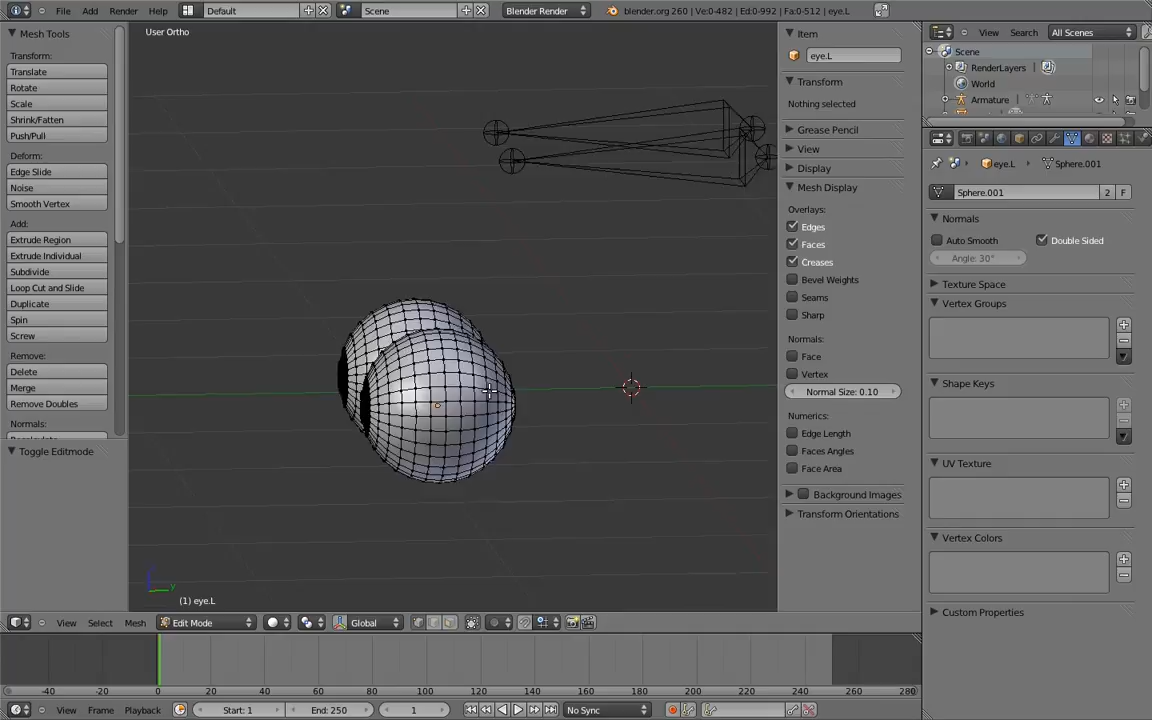 File Add Render Help Default Scene Blender Render blender.org 260 | Ve:0-482 | Ed:0-992 | Fa:0-512 | eye.L
Mesh Tools
Transform:
Translate
Rotate
Scale
Shrink/Fatten
Push/Pull
Deform:
Edge Slide
Noise
Smooth Vertex
Add:
Extrude Region
Extrude Individual
Subdivide
Loop Cut and Slide
Duplicate
Spin
Screw
Remove:
Delete
Merge
Remove Doubles
Normals:
Toggle Editmode
User Ortho
(1) eye.L
View Select Mesh Edit Mode Global
Item
eye.L
Transform
Nothing selected
Grease Pencil
View
Display
Mesh Display
Overlays:
Edges
Faces
Creases
Bevel Weights
Seams
Sharp
Normals:
Face
Vertex
Normal Size: 0.10
Numerics:
Edge Length
Faces Angles
Face Area
Background Images
Transform Orientations
View Search All Scenes
Scene
RenderLayers
World
Armature
eye.L Sphere.001
Sphere.001 2 F
Normals
Auto Smooth Double Sided
Angle: 30°
Texture Space
Vertex Groups
Shape Keys
UV Texture
Vertex Colors
Custom Properties
-40 -20 0 20 40 60 80 100 120 140 160 180 200 220 240 260 280
View Frame Playback Start: 1 End: 250 1 No Sync
z
y